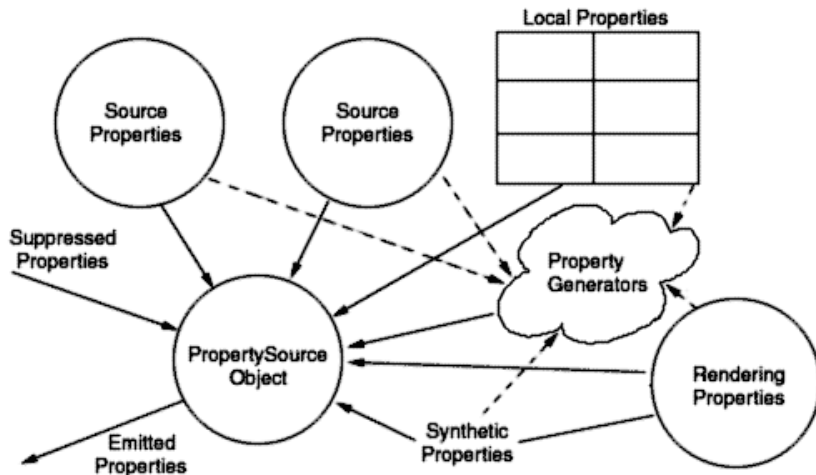 Local Properties
Source
Properties
Source
Properties
Suppressed
Properties
Property
Generators
PropertySource
Object
Rendering
Properties
Synthetic
Properties
Emitted
Properties